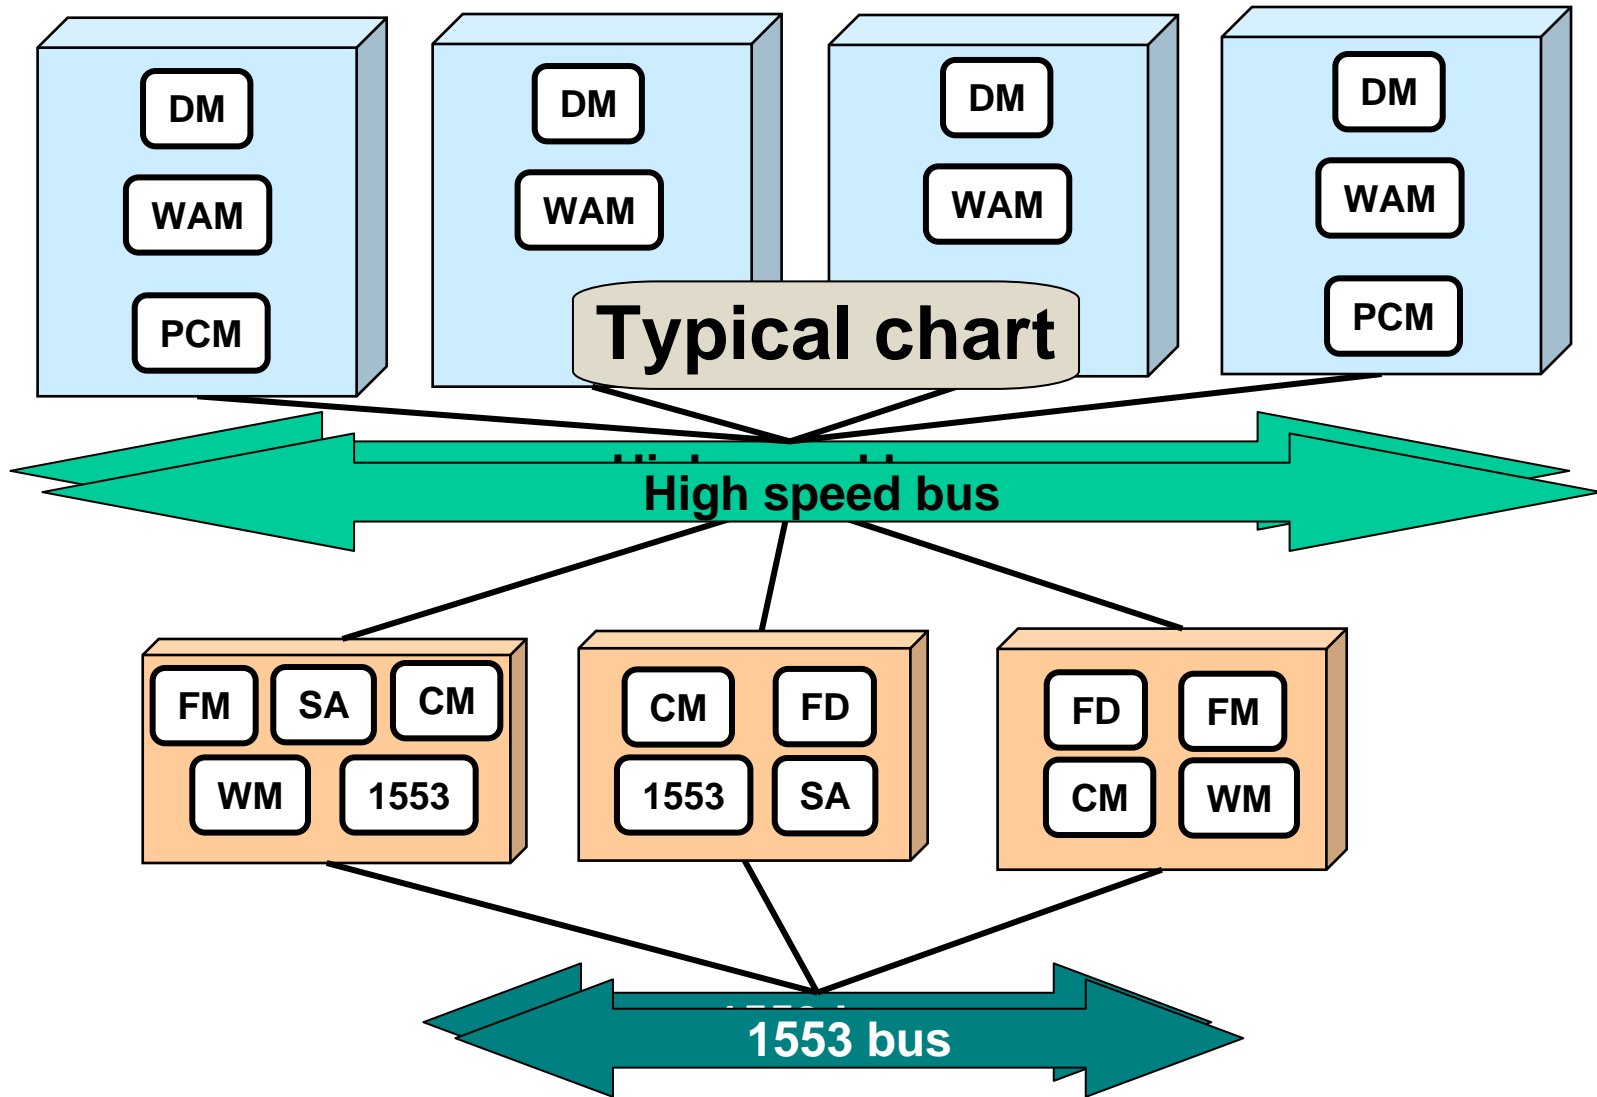 DM
WAM
PCM
DM
WAM
DM
WAM
DM
WAM
PCM
Typical chart
High speed bus
FM SA CM
WM 1553
CM FD
1553 SA
FD FM
CM WM
1553 bus